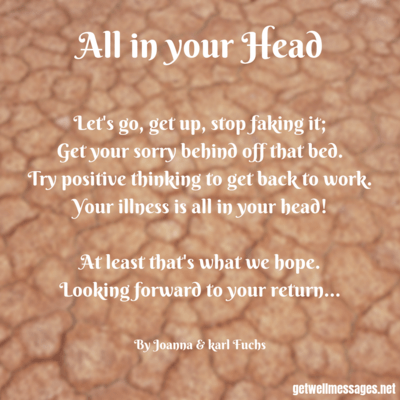 All in your Head
Let's go, get up, stop faking it;
Get your sorry behind off that bed.
Try positive thinking to get back to work.
Your illness is all in your head!
At least that's what we hope.
Looking forward to your return...
By Joanna & karl Fuchs
getwellmessages.net